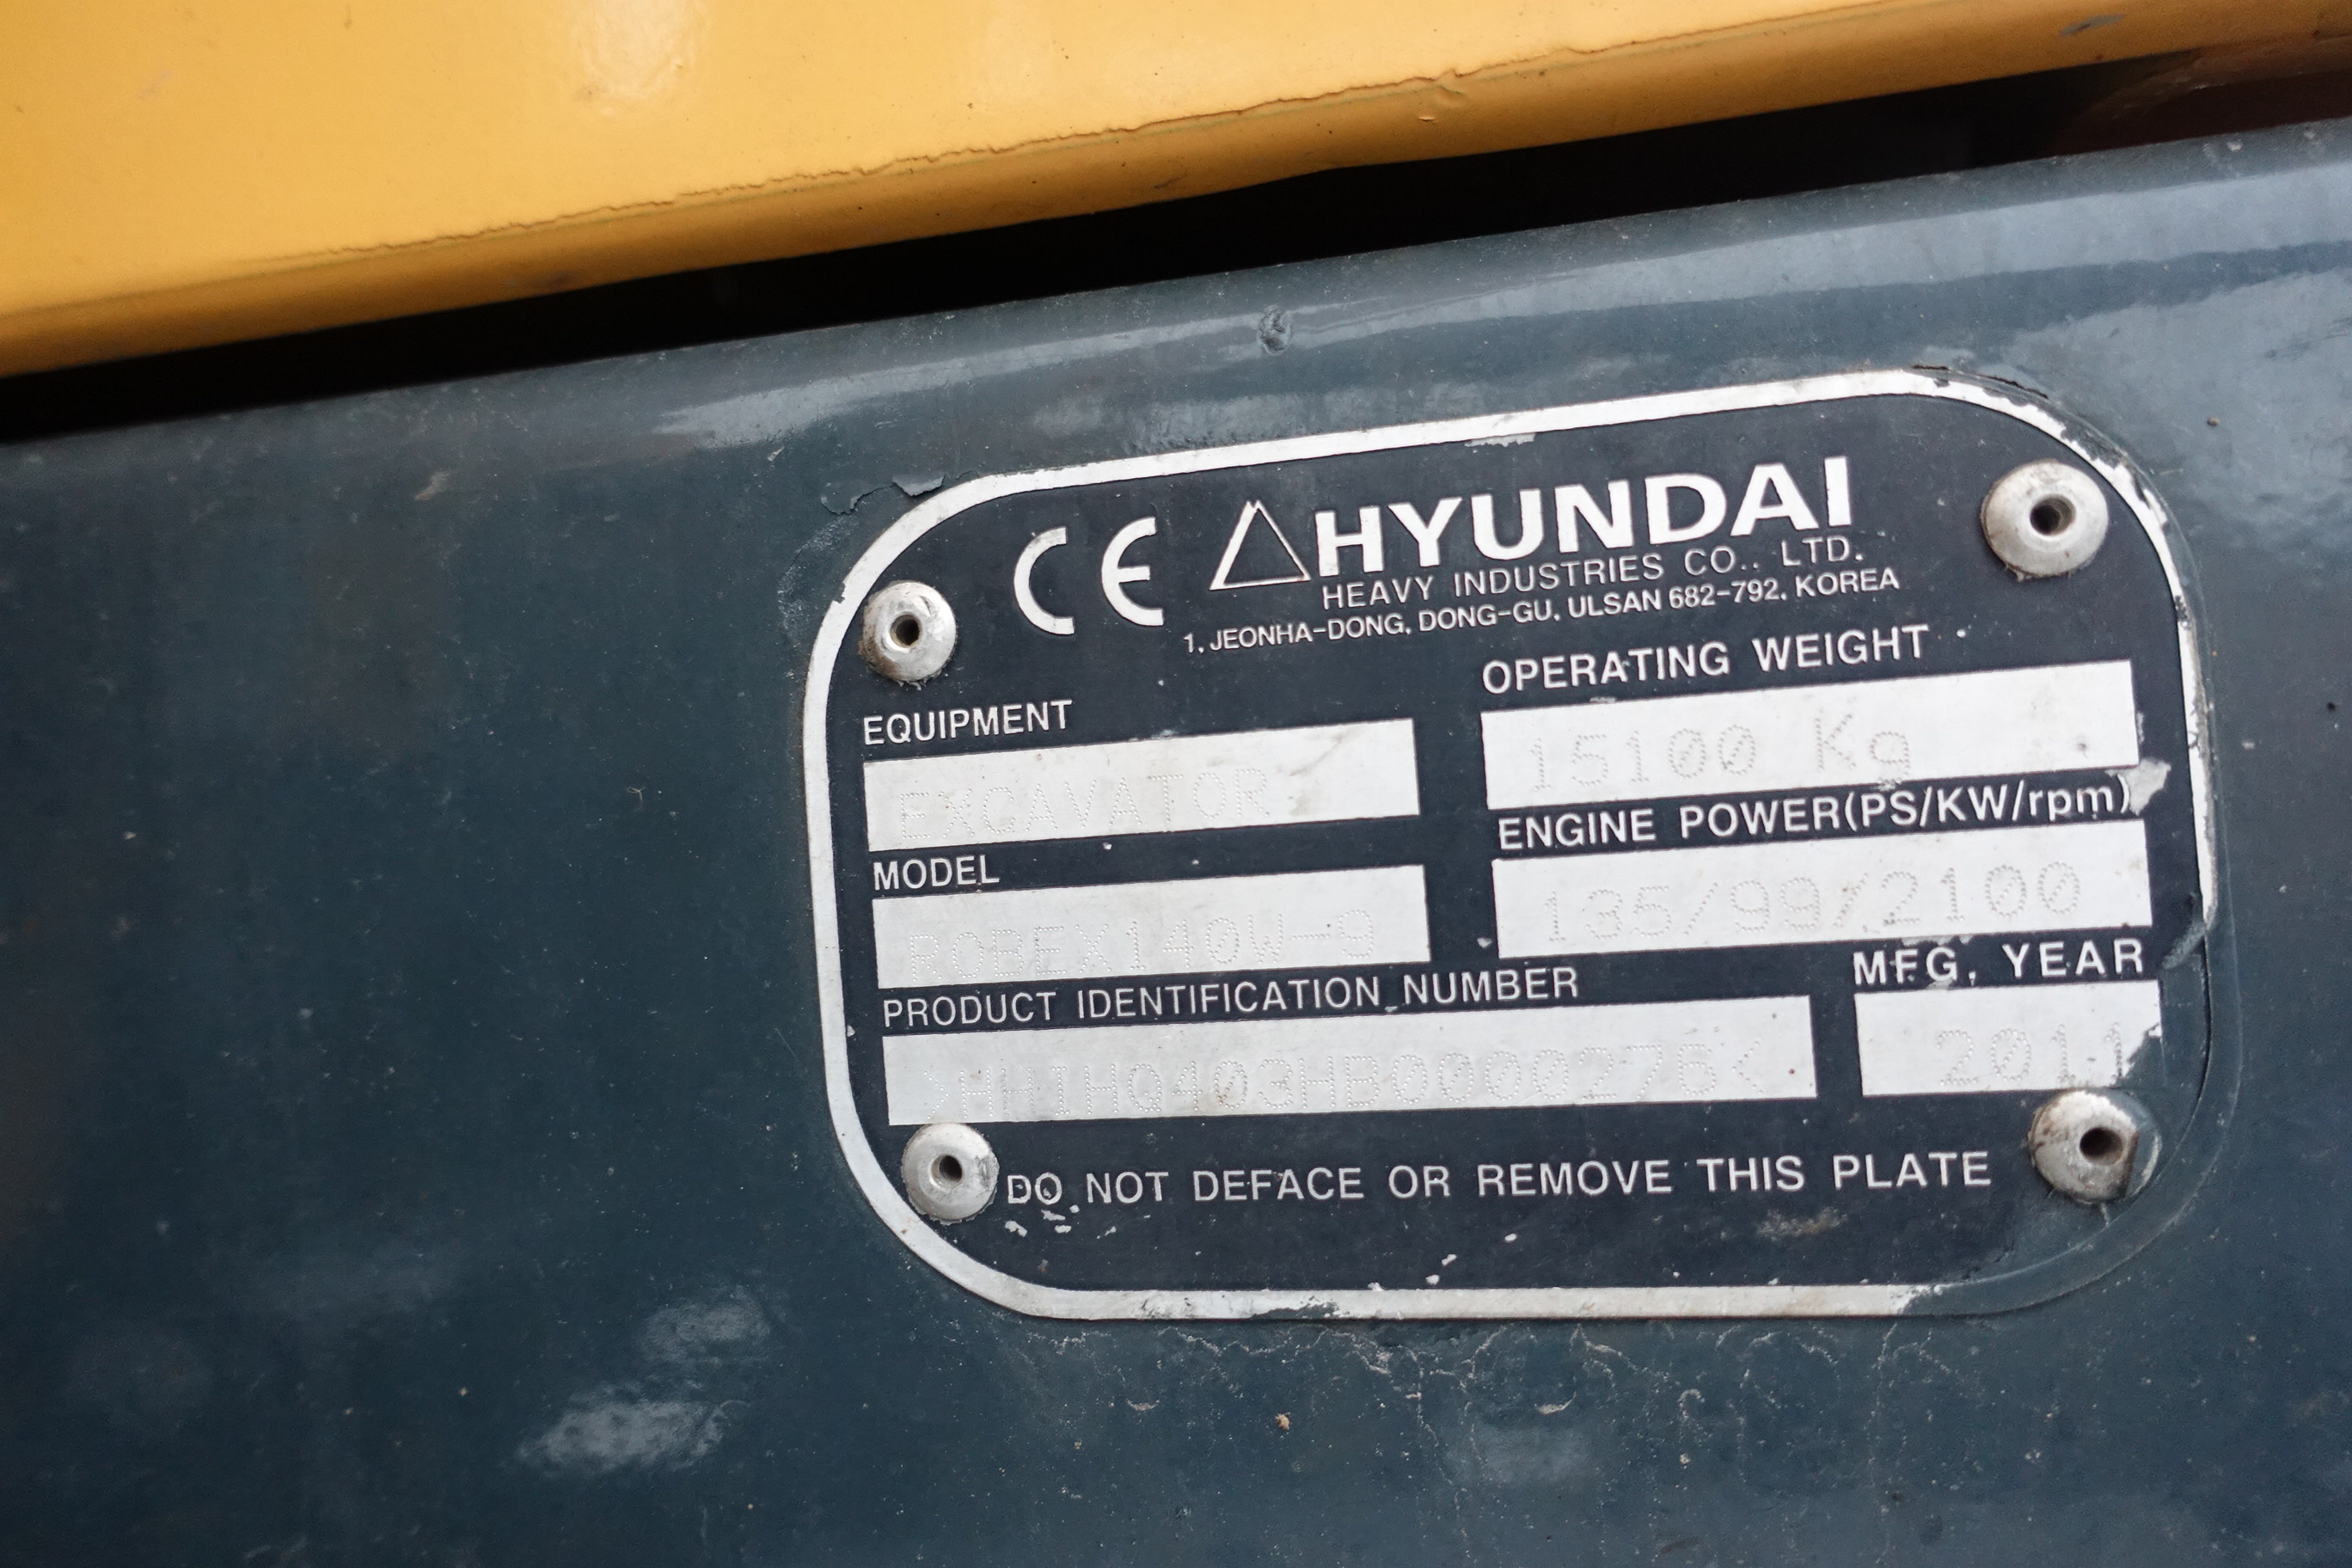 CE HYUNDAI
HEAVY INDUSTRIES CO., LTD.
1, JEONHA-DONG, DONG-GU, ULSAN 682-792, KOREA
EQUIPMENT
EXCAVATOR
OPERATING WEIGHT
15100 Kg
MODEL
ROBEX140W-9
ENGINE POWER(PS/KW/rpm)
135/99/2100
PRODUCT IDENTIFICATION NUMBER
MFG. YEAR
2011
DO NOT DEFACE OR REMOVE THIS PLATE